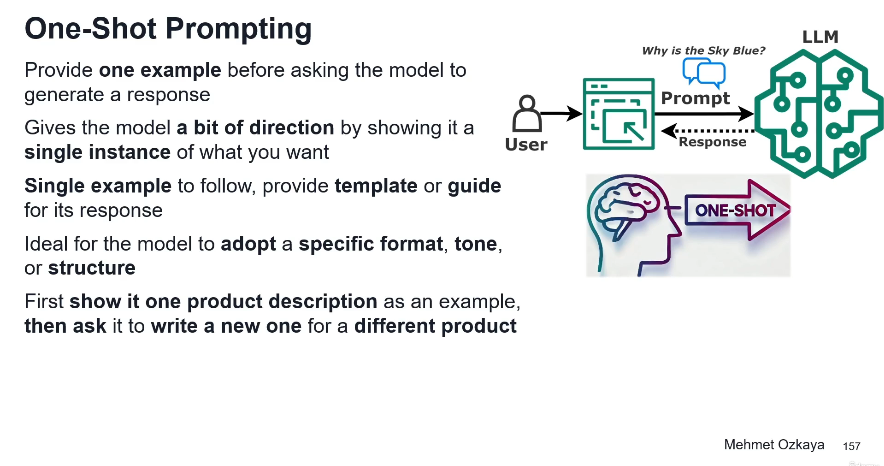 One-Shot Prompting
Provide one example before asking the model to
generate a response
Gives the model a bit of direction by showing it a
single instance of what you want
Single example to follow, provide template or guide
for its response
Ideal for the model to adopt a specific format, tone,
or structure
First show it one product description as an example,
then ask it to write a new one for a different product
LLM
Why is the Sky Blue?
Prompt
User
Response
ONE-SHOT
Mehmet Ozkaya
157